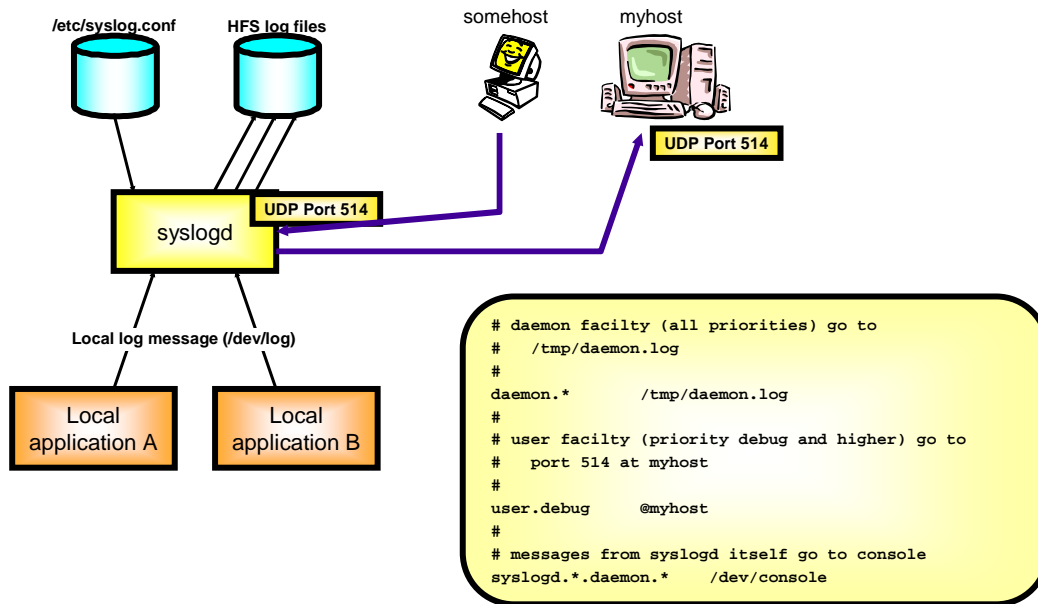 /etc/syslog.conf
HFS log files
somehost
myhost
UDP Port 514
UDP Port 514
syslogd
Local log message (/dev/log)
Local
application A
Local
application B
# daemon facilty (all priorities) go to
#   /tmp/daemon.log
#
daemon.*       /tmp/daemon.log
#
# user facilty (priority debug and higher) go to
#   port 514 at myhost
#
user.debug     @myhost
#
# messages from syslogd itself go to console
syslogd.*.daemon.*    /dev/console